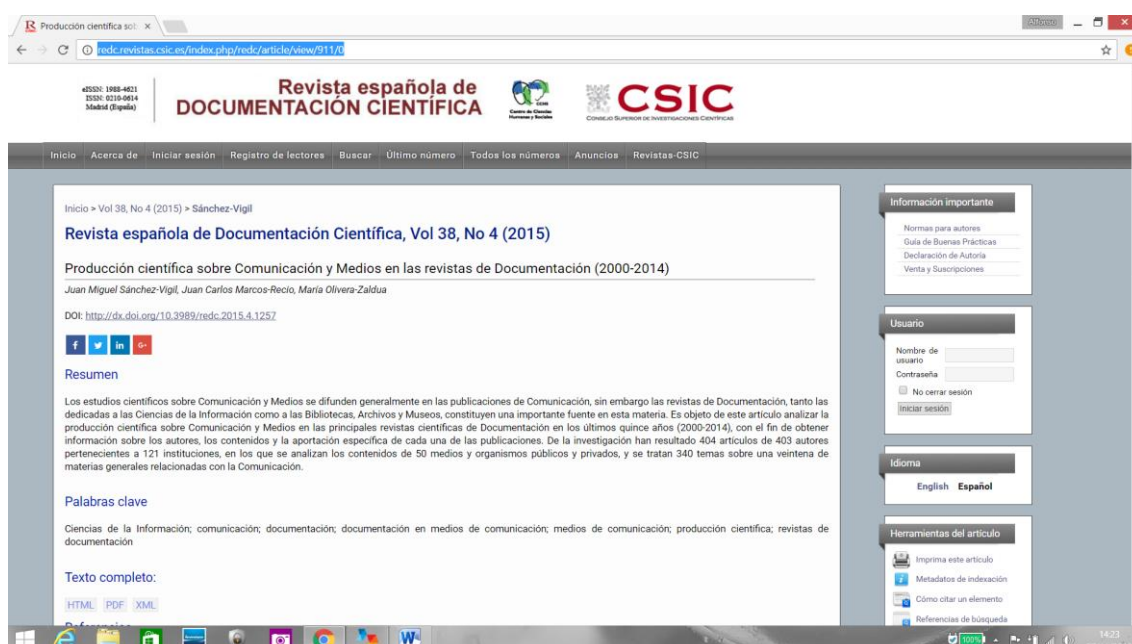 Producción científica sob
Alfonso
redc.revistas.csic.es/index.php/redc/article/view/911/0
eISSN: 1988-4621
ISSN: 0210-0614
Madrid (España)
Revista española de
DOCUMENTACIÓN CIENTÍFICA
Centro de Ciencias
Humanas y Sociales
CSIC
CONSEJO SUPERIOR DE INVESTIGACIONES CIENTÍFICAS
Inicio Acerca de Iniciar sesión Registro de lectores Buscar Último número Todos los números Anuncios Revistas-CSIC
Inicio > Vol 38, No 4 (2015) > Sánchez-Vigil
Revista española de Documentación Científica, Vol 38, No 4 (2015)
Producción científica sobre Comunicación y Medios en las revistas de Documentación (2000-2014)
Juan Miguel Sánchez-Vigil, Juan Carlos Marcos-Recio, María Olivera-Zaldua
DOI: http://dx.doi.org/10.3989/redc.2015.4.1257
Resumen
Los estudios científicos sobre Comunicación y Medios se difunden generalmente en las publicaciones de Comunicación, sin embargo las revistas de Documentación, tanto las
dedicadas a las Ciencias de la Información como a las Bibliotecas, Archivos y Museos, constituyen una importante fuente en esta materia. Es objeto de este artículo analizar la
producción científica sobre Comunicación y Medios en las principales revistas científicas de Documentación en los últimos quince años (2000-2014), con el fin de obtener
información sobre los autores, los contenidos y la aportación específica de cada una de las publicaciones. De la investigación han resultado 404 artículos de 403 autores
pertenecientes a 121 instituciones, en los que se analizan los contenidos de 50 medios y organismos públicos y privados, y se tratan 340 temas sobre una veintena de
materias generales relacionadas con la Comunicación.
Palabras clave
Ciencias de la Información; comunicación; documentación; documentación en medios de comunicación; medios de comunicación; producción científica; revistas de
documentación
Texto completo:
HTML PDF XML
Referencias
Información importante
Normas para autores
Guía de Buenas Prácticas
Declaración de Autoría
Venta y Suscripciones
Usuario
Nombre de
usuario
Contraseña
No cerrar sesión
Iniciar sesión
Idioma
English Español
Herramientas del artículo
Imprima este artículo
Metadatos de indexación
Cómo citar un elemento
Referencias de búsqueda
100%
14:23